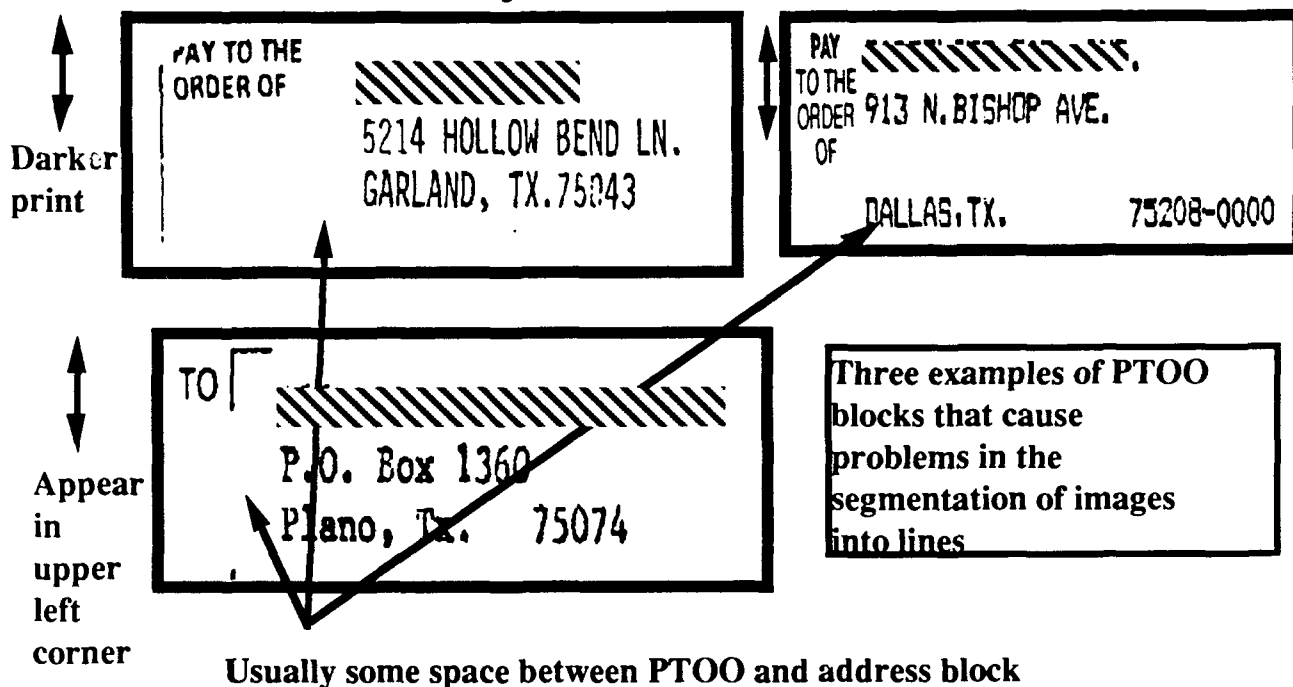 PAY TO THE
ORDER OF
5214 HOLLOW BEND LN.
GARLAND, TX.75043
Darker
print
PAY
TO THE
ORDER
OF
913 N.BISHOP AVE.
DALLAS,TX. 75208-0000
TO
P.O. Box 1360
Plano, Tx. 75074
Appear
in
upper
left
corner
Three examples of PTOO
blocks that cause
problems in the
segmentation of images
into lines
Usually some space between PTOO and address block